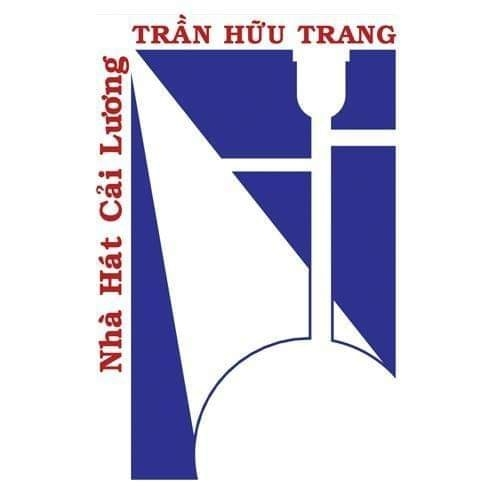 TRẦN HỮU TRANG
Nhà Hát Cải Lương